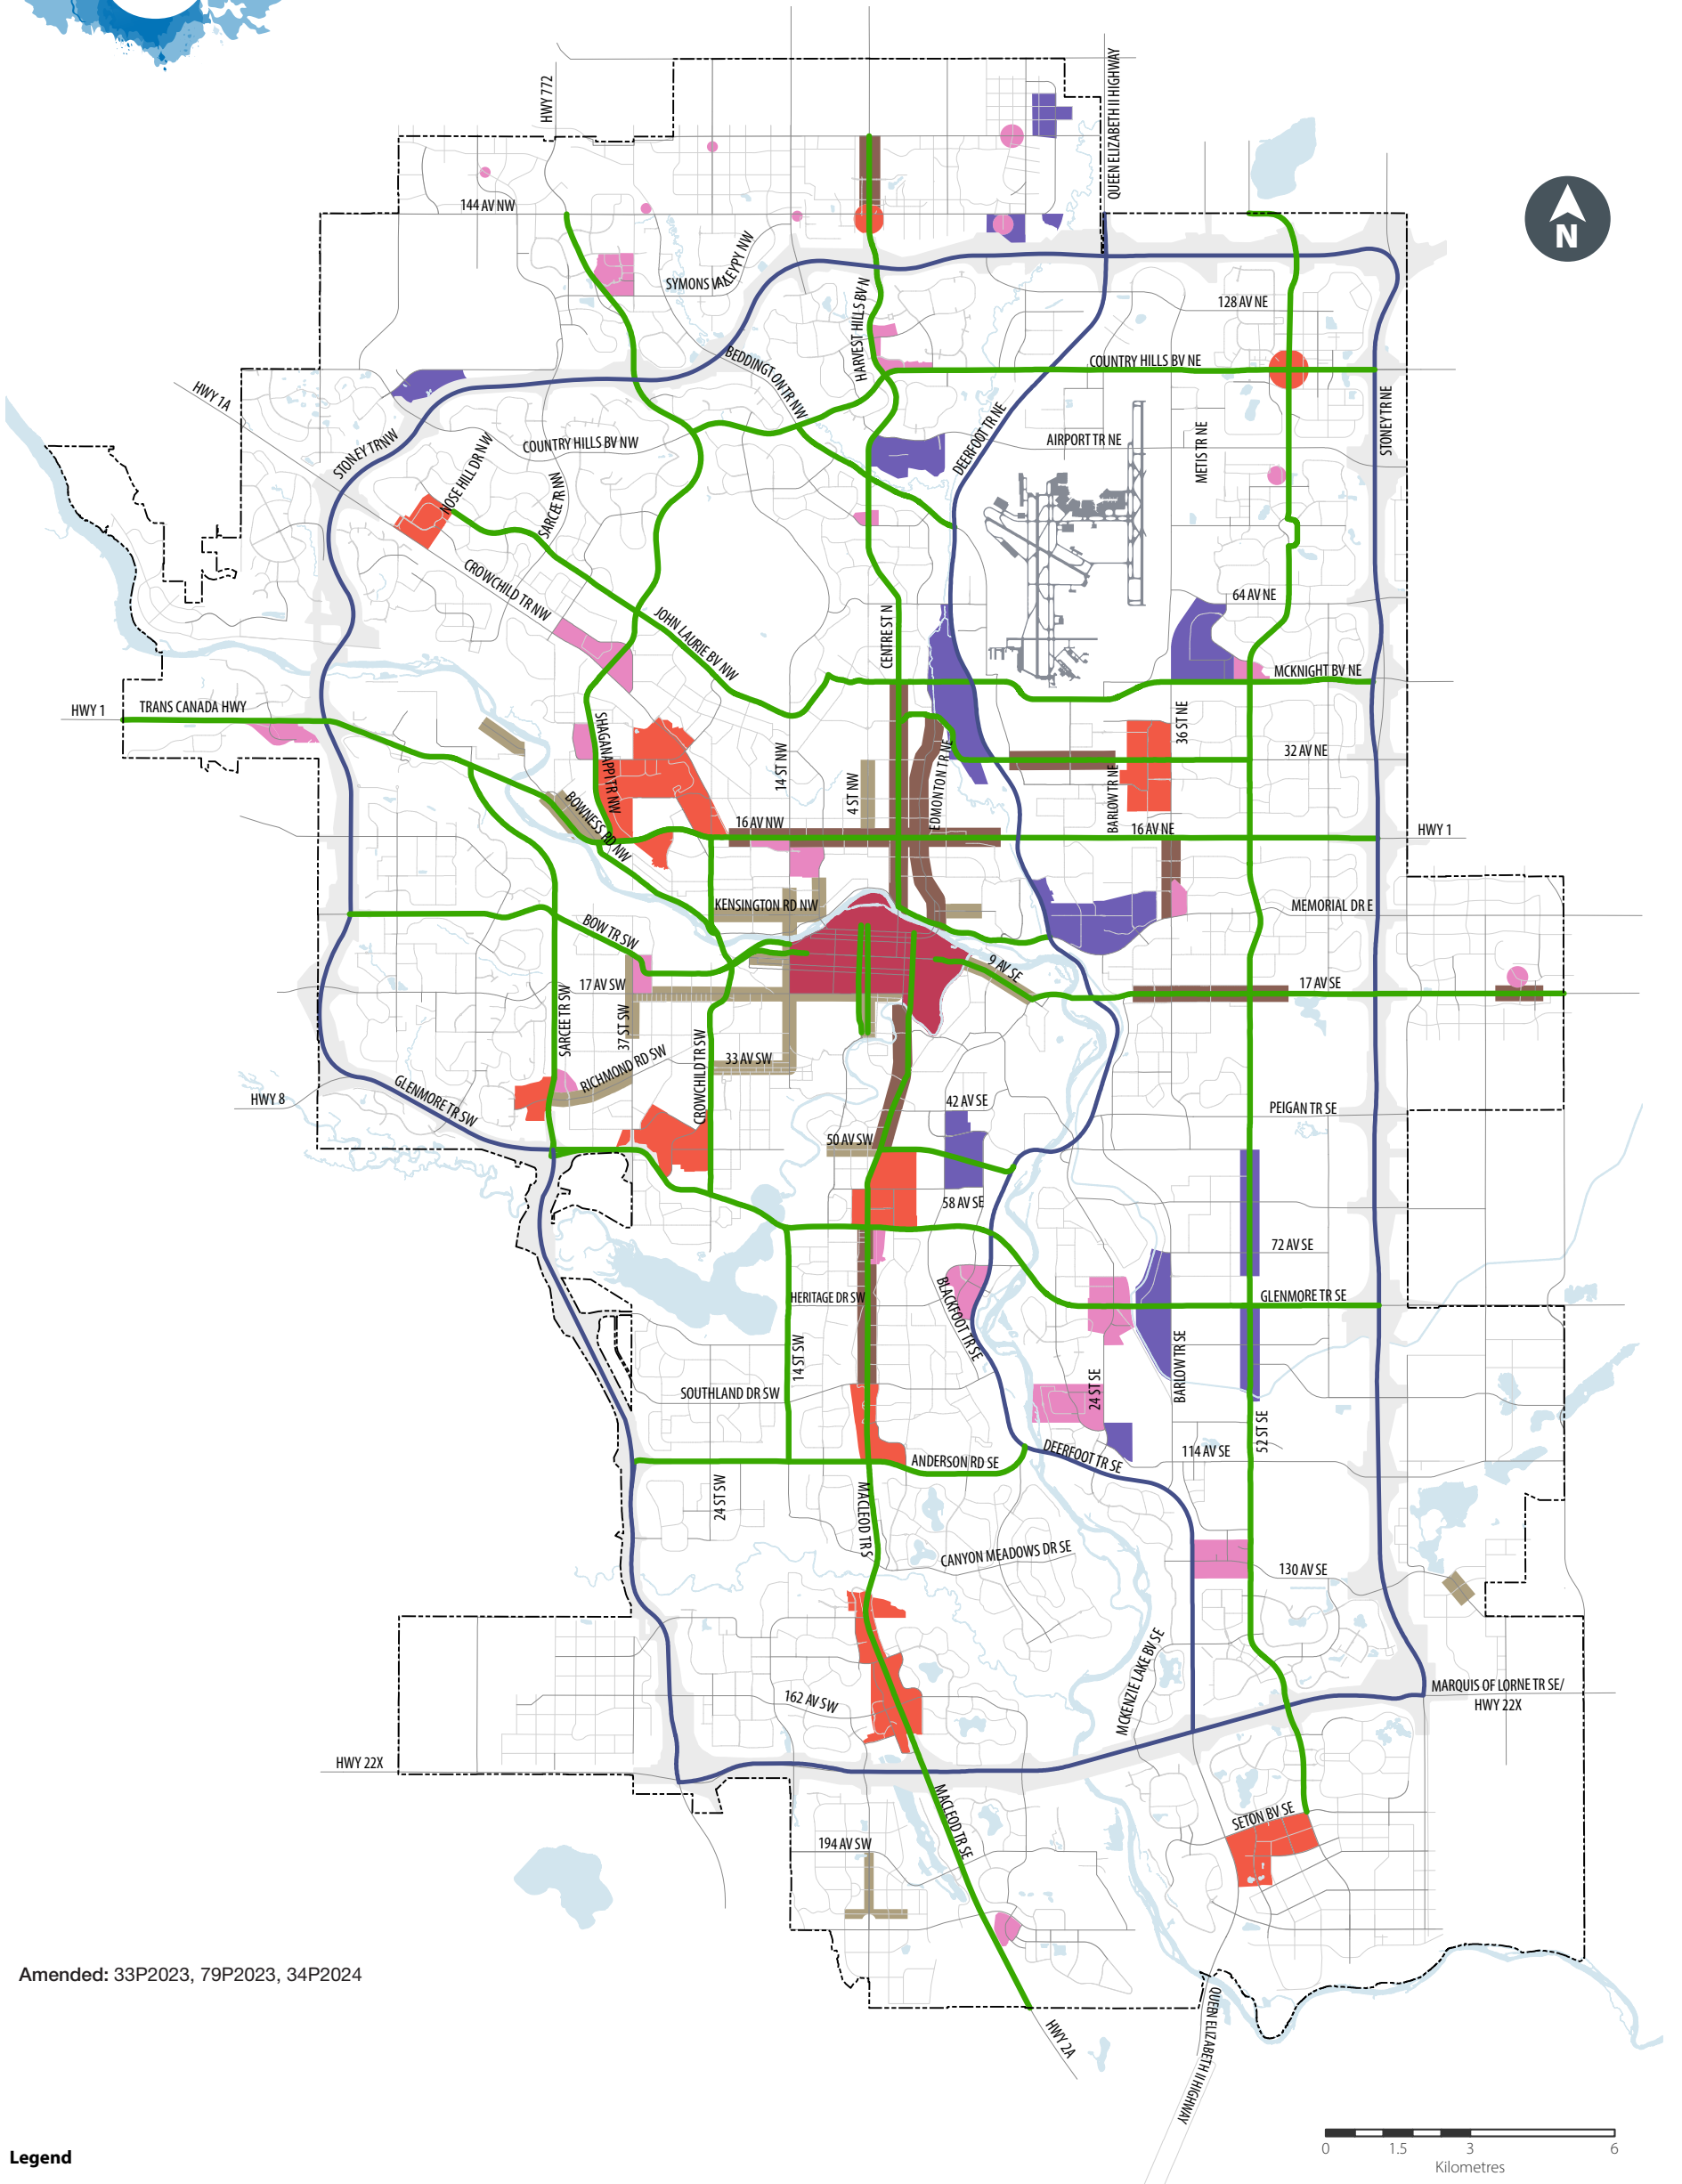 HWY 772
QUEEN ELIZABETH II HIGHWAY
144 AV NW
N
SYMONS VALLEY PY NW
HARVEST HILLS BV N
128 AV NE
COUNTRY HILLS BV NE
HWY 1A
BEDDINGTON TR NW
STONEY TR NW
NOSE HILL DR NW
COUNTRY HILLS BV NW
SARCEE TR NW
DEERFOOT TR NE
AIRPORT TR NE
METIS TR NE
STONEY TR NE
CROWCHILD TR NW
JOHN LAURIE BV NW
CENTRE ST N
64 AV NE
MCKNIGHT BV NE
HWY 1
TRANS CANADA HWY
SHAGANAPPI TR NW
14 ST NW
4 ST NW
EDMONTON TR NE
BARLOW TR NE
36 ST NE
32 AV NE
BOWNESS RD NW
16 AV NW
16 AV NE
HWY 1
KENSINGTON RD NW
MEMORIAL DR E
BOW TR SW
9 AV SE
17 AV SW
17 AV SE
SARCEE TR SW
37 ST SW
CROWCHILD TR SW
33 AV SW
RICHMOND RD SW
HWY 8
GLENMORE TR SW
42 AV SE
PEIGAN TR SE
50 AV SW
58 AV SE
72 AV SE
HERITAGE DR SW
BLACKFOOT TR SE
GLENMORE TR SE
14 ST SW
BARLOW TR SE
24 ST SE
SOUTHLAND DR SW
52 ST SE
114 AV SE
ANDERSON RD SE
DEERFOOT TR SE
24 ST SW
MACLEOD TR S
CANYON MEADOWS DR SE
130 AV SE
162 AV SW
MCKENZIE LAKE BV SE
MARQUIS OF LORNE TR SE/
HWY 22X
HWY 22X
MACLEOD TR SE
SETON BV SE
194 AV SW
Amended: 33P2023, 79P2023, 34P2024
HWY 2A
QUEEN ELIZABETH II HIGHWAY
Legend
0 1.5 3 6
Kilometres